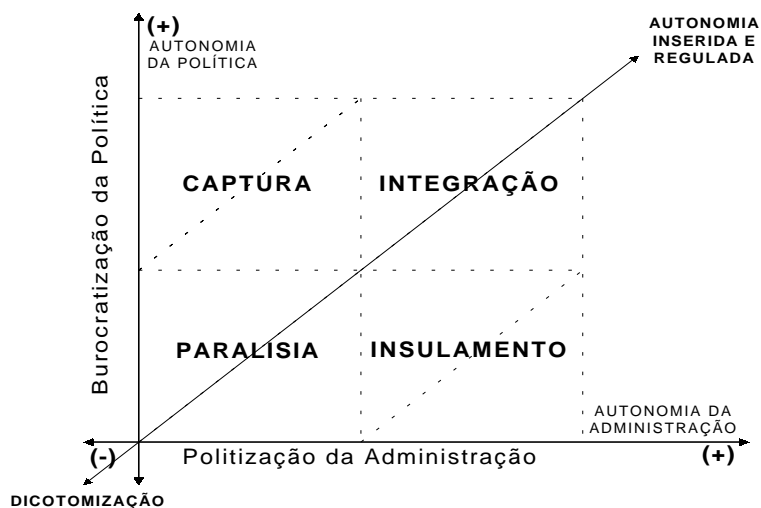 (+)
AUTONOMIA
DA POLÍTICA
AUTONOMIA
INSERIDA E
REGULADA
Burocratização da Política
CAPTURA
INTEGRAÇÃO
PARALISIA
INSULAMENTO
AUTONOMIA DA
ADMINISTRAÇÃO
(-)
Politização da Administração
(+)
DICOTOMIZAÇÃO